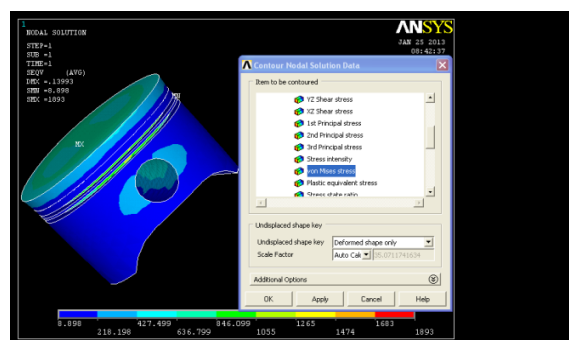 1
NODAL SOLUTION
STEP=1
SUB =1
TIME=1
SEQV (AVG)
DMX =.13993
SMN =8.898
SMX =1893
ANSYS
JAN 25 2013
08:42:37
MX
MN
Contour Nodal Solution Data
Item to be contoured
YZ Shear stress
XZ Shear stress
1st Principal stress
2nd Principal stress
3rd Principal stress
Stress intensity
von Mises stress
Plastic equivalent stress
Stress state ratio
Undisplaced shape key
Undisplaced shape key Deformed shape only
Scale Factor Auto Calc 35.0711741634
Additional Options
OK Apply Cancel Help
8.898 427.499 846.099 1265 1683
218.198 636.799 1055 1474 1893